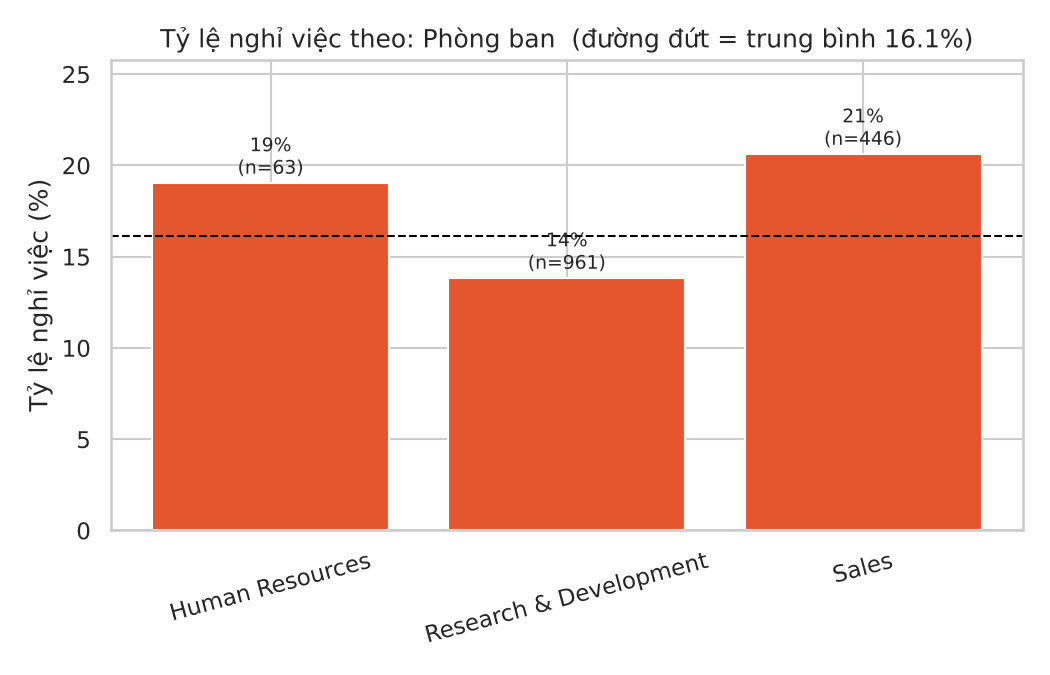 Tỷ lệ nghỉ việc theo: Phòng ban  (đường đứt = trung bình 16.1%)
Tỷ lệ nghỉ việc (%)
25
20
15
10
5
0
19%
(n=63)
14%
(n=961)
21%
(n=446)
Human Resources
Research & Development
Sales